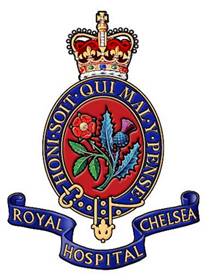 HONI·SOIT·QUI·MAL·Y·PENSE·
ROYAL HOSPITAL CHELSEA